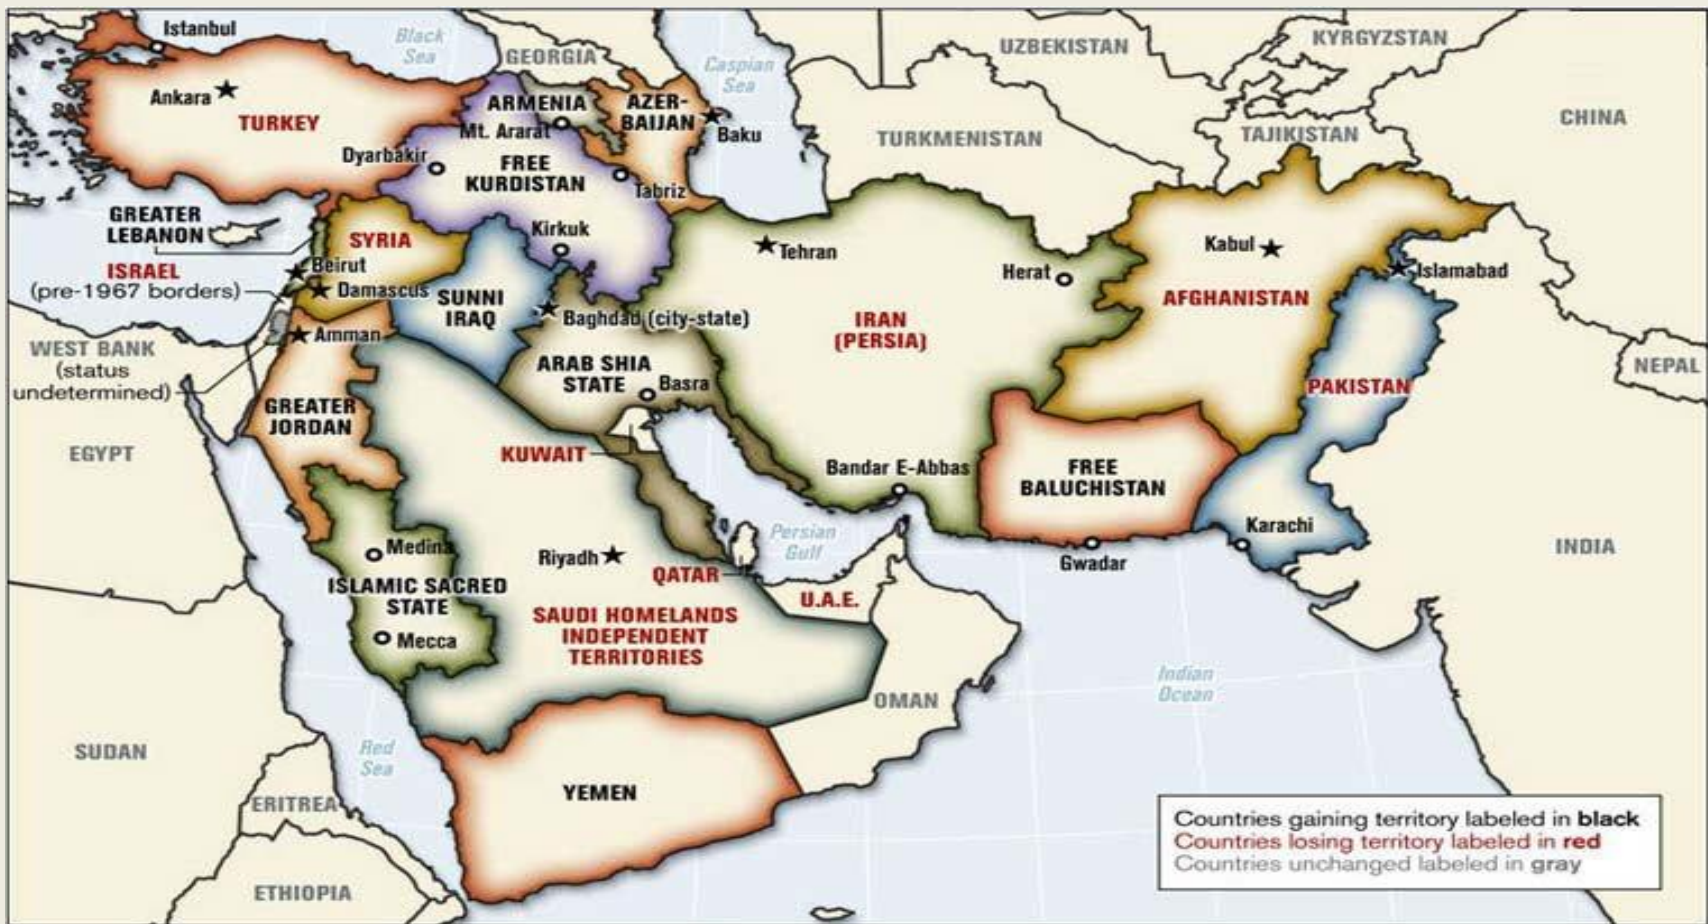 Istanbul
Black
Sea
GEORGIA
Caspian
Sea
UZBEKISTAN
KYRGYZSTAN
CHINA
Ankara
TURKEY
ARMENIA
Mt. Ararat
AZER-
BAIJAN
Baku
TURKMENISTAN
TAJIKISTAN
Dyarbakir
FREE
KURDISTAN
Tabriz
GREATER
LEBANON
SYRIA
Kirkuk
Tehran
Herat
Kabul
Islamabad
ISRAEL
(pre-1967 borders)
Beirut
Damascus
SUNNI
IRAQ
Baghdad (city-state)
IRAN
(PERSIA)
AFGHANISTAN
WEST BANK
(status
undetermined)
Amman
ARAB SHIA
STATE
Basra
PAKISTAN
NEPAL
GREATER
JORDAN
EGYPT
KUWAIT
Bandar E-Abbas
FREE
BALUCHISTAN
Karachi
Gwadar
INDIA
Medina
Riyadh
Persian
Gulf
QATAR
U.A.E.
ISLAMIC SACRED
STATE
Mecca
SAUDI HOMELANDS
INDEPENDENT
TERRITORIES
OMAN
Indian
Ocean
SUDAN
Red
Sea
YEMEN
ERITREA
ETHIOPIA
Countries gaining territory labeled in black
Countries losing territory labeled in red
Countries unchanged labeled in gray